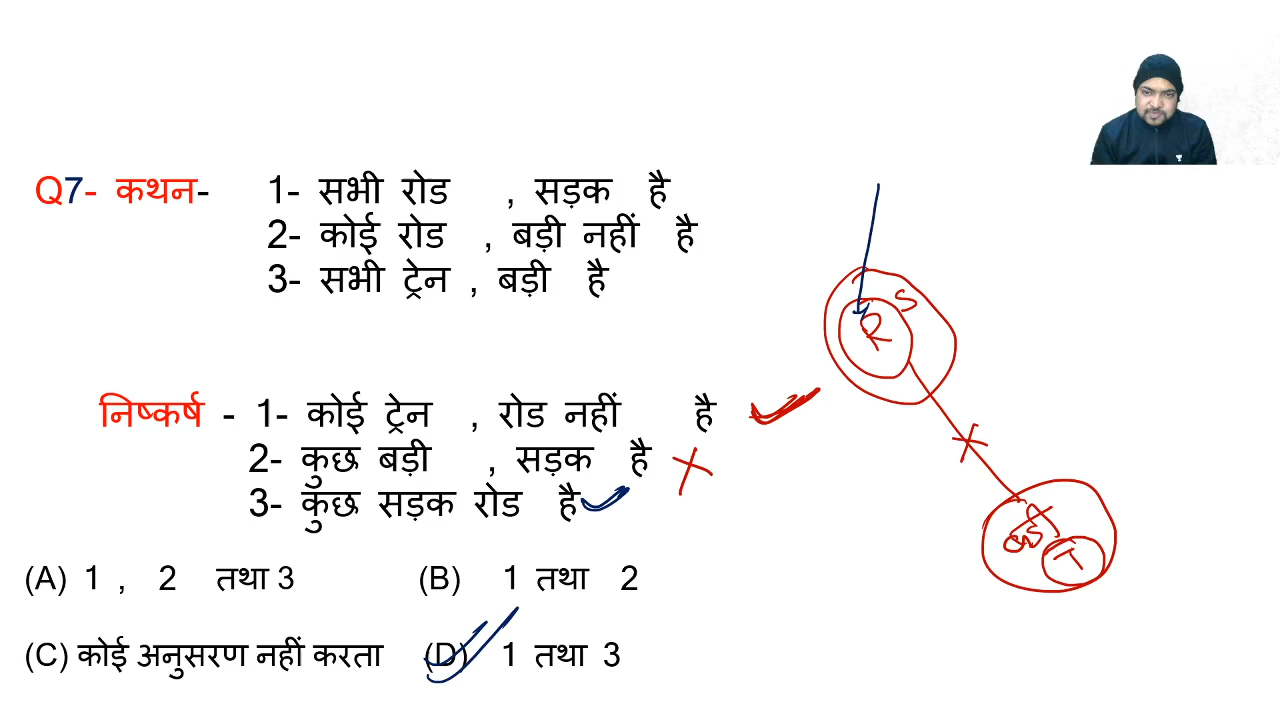 Q7- कथन- 1- सभी रोड , सड़क है
2- कोई रोड , बड़ी नहीं है
3- सभी ट्रेन , बड़ी है
S
R
बड़ी
T
निष्कर्ष - 1- कोई ट्रेन , रोड नहीं है
2- कुछ बड़ी , सड़क है
3- कुछ सड़क रोड है
(A) 1 , 2 तथा 3 (B) 1 तथा 2
(C) कोई अनुसरण नहीं करता (D) 1 तथा 3